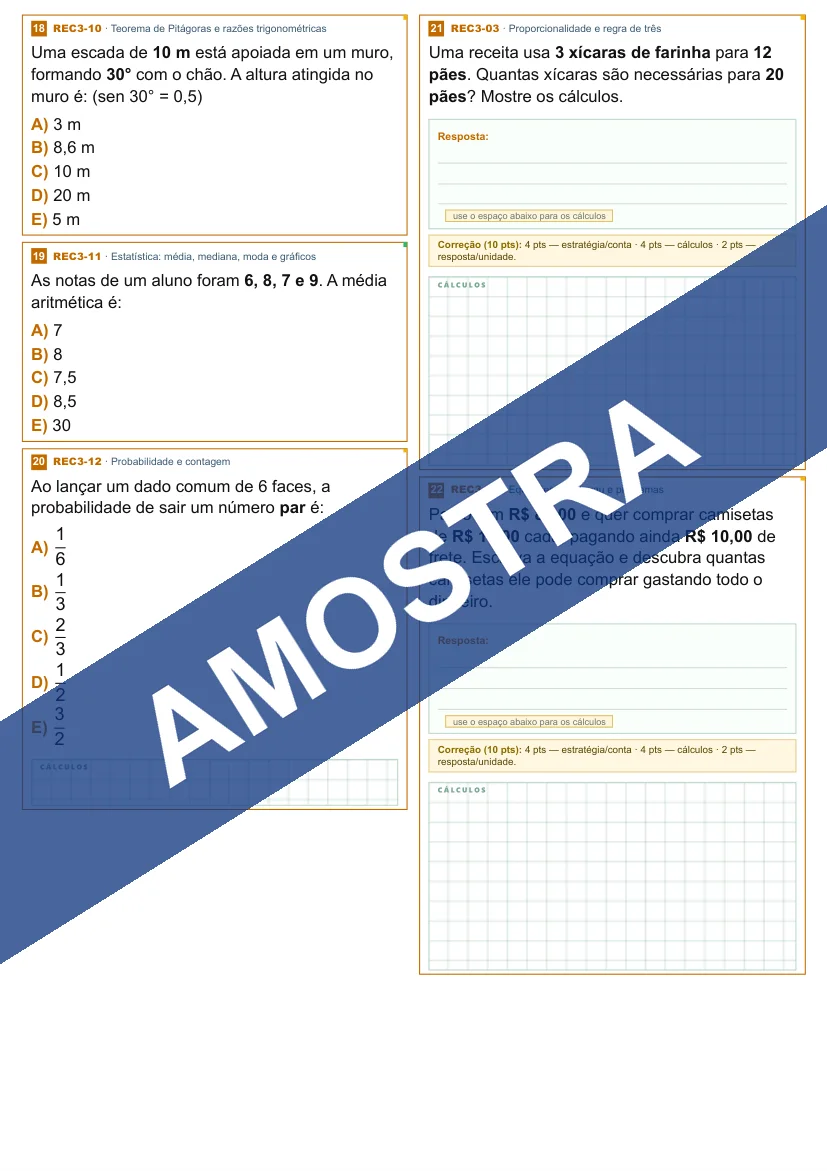 18 REC3-10 · Teorema de Pitágoras e razões trigonométricas
Uma escada de 10 m está apoiada em um muro,
formando 30° com o chão. A altura atingida no
muro é: (sen 30° = 0,5)
A) 3 m
B) 8,6 m
C) 10 m
D) 20 m
E) 5 m
19 REC3-11 · Estatística: média, mediana, moda e gráficos
As notas de um aluno foram 6, 8, 7 e 9. A média
aritmética é:
A) 7
B) 8
C) 7,5
D) 8,5
E) 30
20 REC3-12 · Probabilidade e contagem
Ao lançar um dado comum de 6 faces, a
probabilidade de sair um número par é:
A) 1/6
B) 1/3
C) 2/3
D) 1/2
E) 3/2
CÁLCULOS
21 REC3-03 · Proporcionalidade e regra de três
Uma receita usa 3 xícaras de farinha para 12
pães. Quantas xícaras são necessárias para 20
pães? Mostre os cálculos.
Resposta:
use o espaço abaixo para os cálculos
Correção (10 pts): 4 pts — estratégia/conta · 4 pts — cálculos · 2 pts —
resposta/unidade.
CÁLCULOS
22
R$ e quer comprar camisetas
de R$ pagando ainda R$ 10,00 de
frete. a equação e descubra quantas
ele pode comprar gastando todo o
Resposta:
use o espaço abaixo para os cálculos
Correção (10 pts): 4 pts — estratégia/conta · 4 pts — cálculos · 2 pts —
resposta/unidade.
CÁLCULOS
AMOSTRA